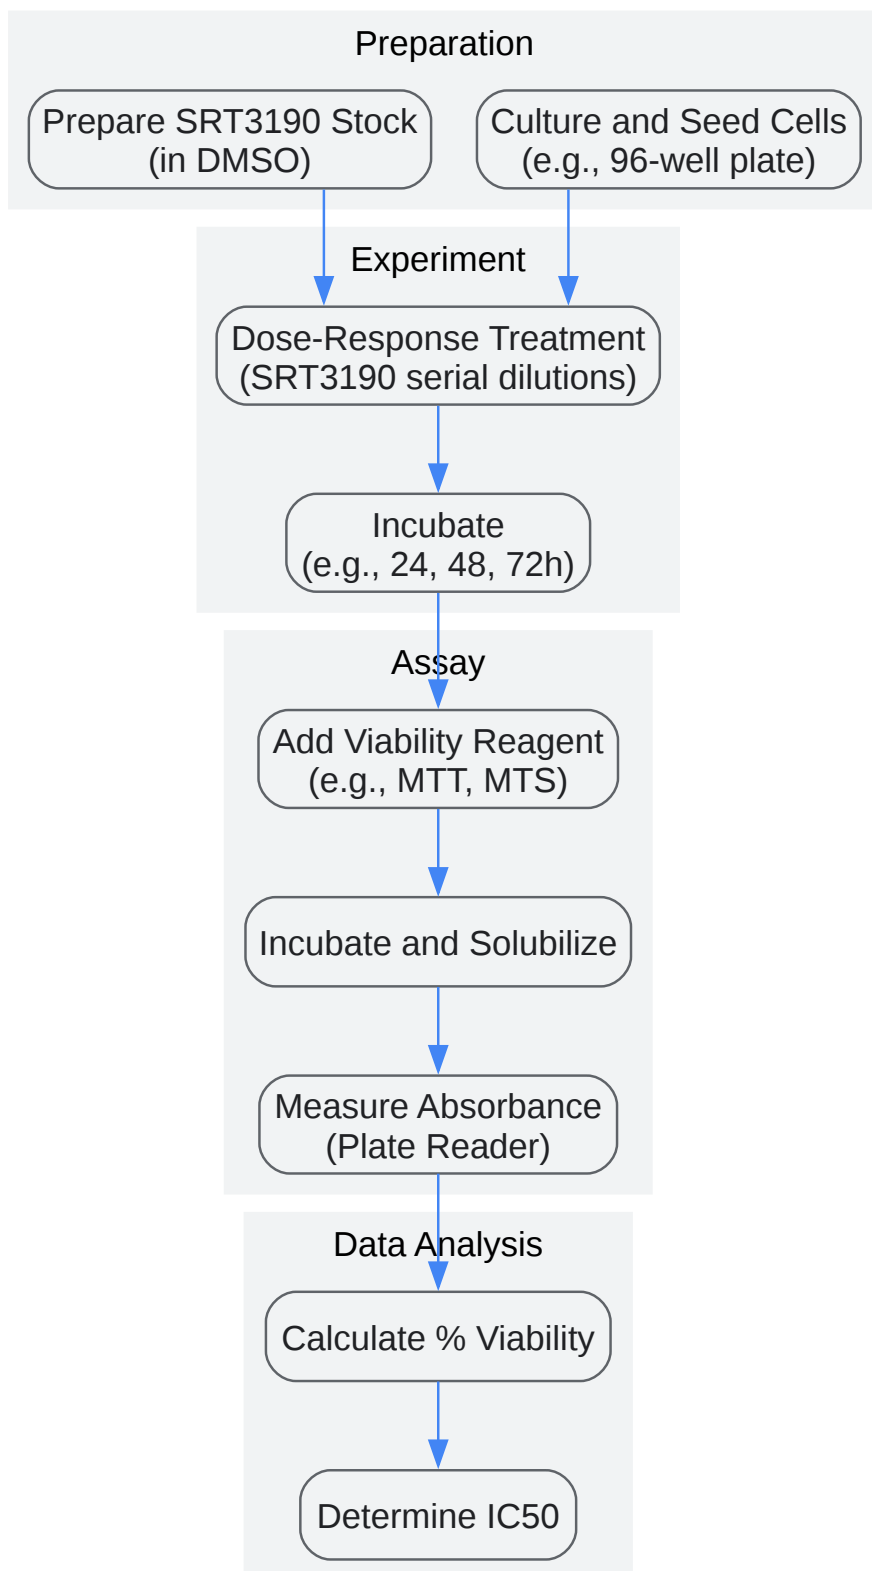 Preparation
Prepare SRT3190 Stock
(in DMSO)
Culture and Seed Cells
(e.g., 96-well plate)
Experiment
Dose-Response Treatment
(SRT3190 serial dilutions)
Incubate
(e.g., 24, 48, 72h)
Assay
Add Viability Reagent
(e.g., MTT, MTS)
Incubate and Solubilize
Measure Absorbance
(Plate Reader)
Data Analysis
Calculate % Viability
Determine IC50